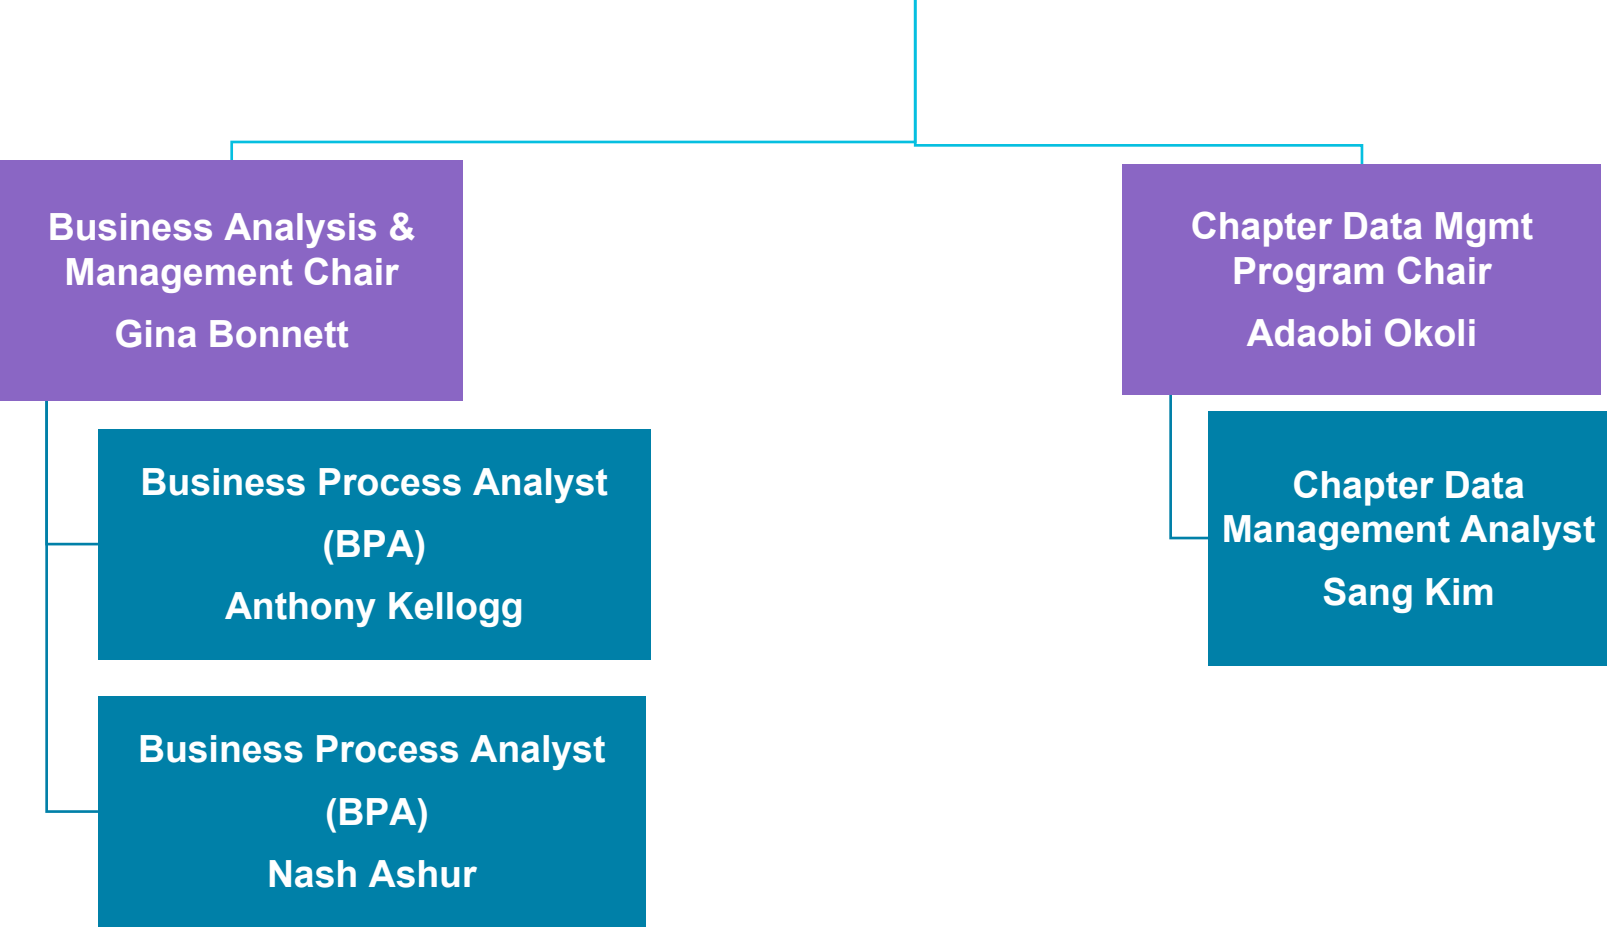 Business Analysis &
Management Chair
Gina Bonnett
Business Process Analyst
(BPA)
Anthony Kellogg
Business Process Analyst
(BPA)
Nash Ashur
Chapter Data Mgmt
Program Chair
Adaobi Okoli
Chapter Data
Management Analyst
Sang Kim